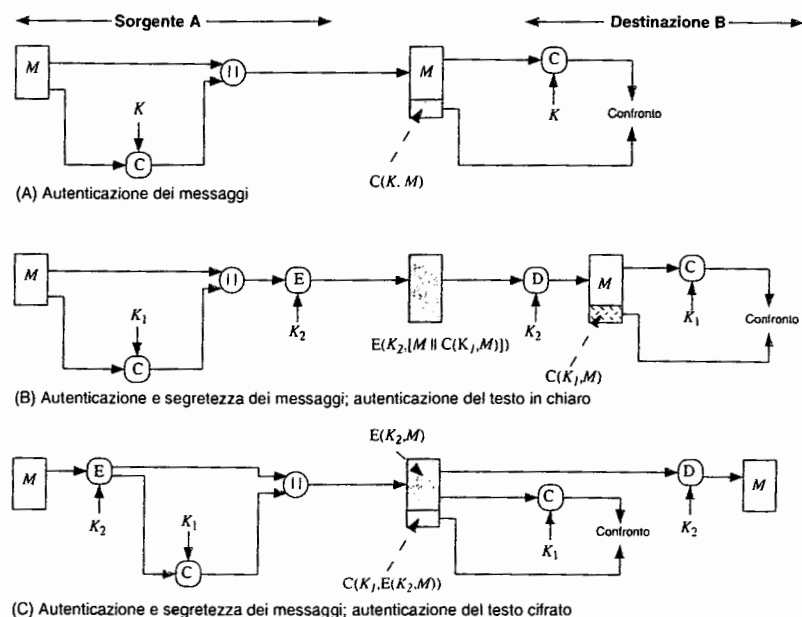 Sorgente A
Destinazione B
M
||
K
C
M
C
K
Confronto
C(K, M)
(A) Autenticazione dei messaggi
M
||
E
K2
K1
C
E(K2,[M || C(K1,M)])
D
K2
M
C
K1
Confronto
C(K1,M)
(B) Autenticazione e segretezza dei messaggi; autenticazione del testo in chiaro
M
E
K2
K1
C
||
E(K2,M)
C
K1
Confronto
D
K2
M
C(K1,E(K2,M))
(C) Autenticazione e segretezza dei messaggi; autenticazione del testo cifrato